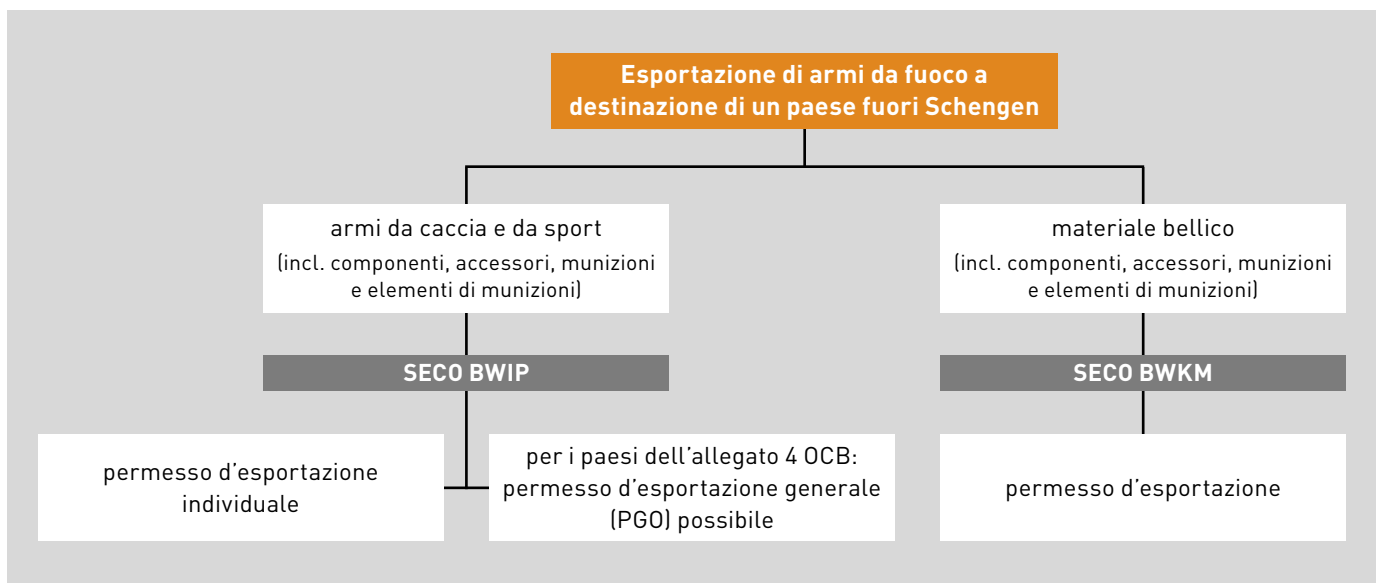 Esportazione di armi da fuoco a
destinazione di un paese fuori Schengen
armi da caccia e da sport
(incl. componenti, accessori, munizioni
e elementi di munizioni)
materiale bellico
(incl. componenti, accessori, munizioni
e elementi di munizioni)
SECO BWIP
SECO BWKM
permesso d’esportazione
individuale
per i paesi dell’allegato 4 OCB:
permesso d’esportazione generale
(PGO) possibile
permesso d’esportazione